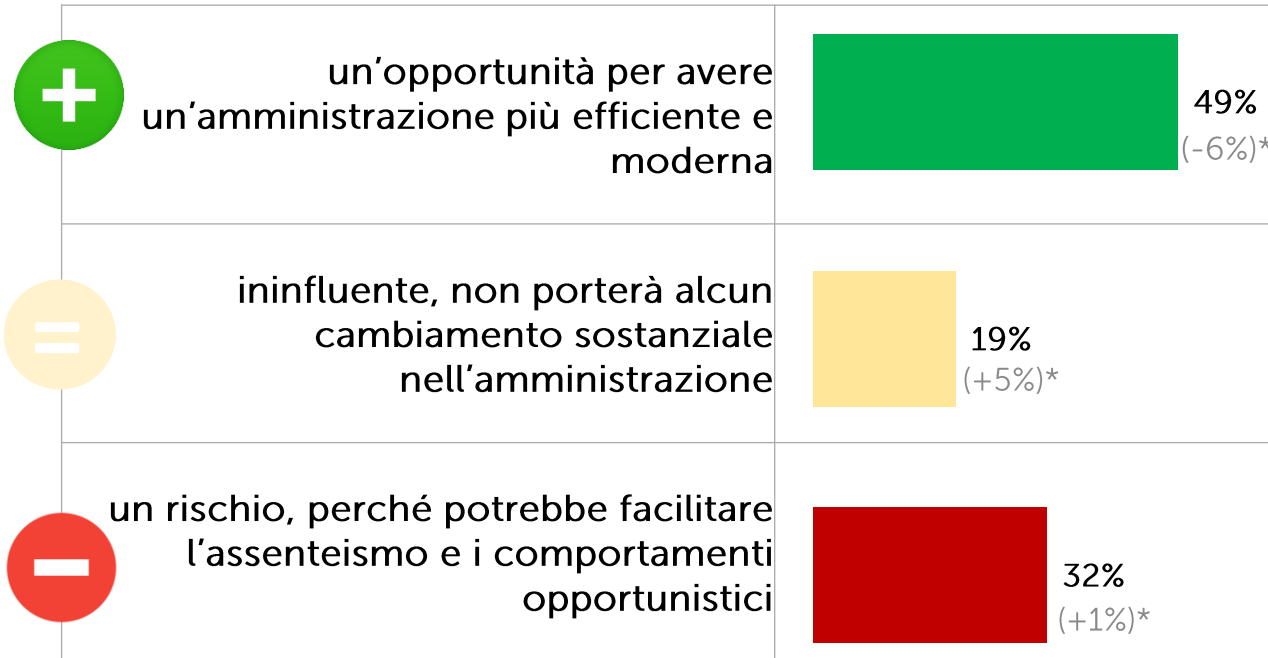 un’opportunità per avere
un’amministrazione più efficiente e
moderna
49%
(-6%)*
ininfluente, non porterà alcun
cambiamento sostanziale
nell’amministrazione
19%
(+5%)*
un rischio, perché potrebbe facilitare
l’assenteismo e i comportamenti
opportunistici
32%
(+1%)*